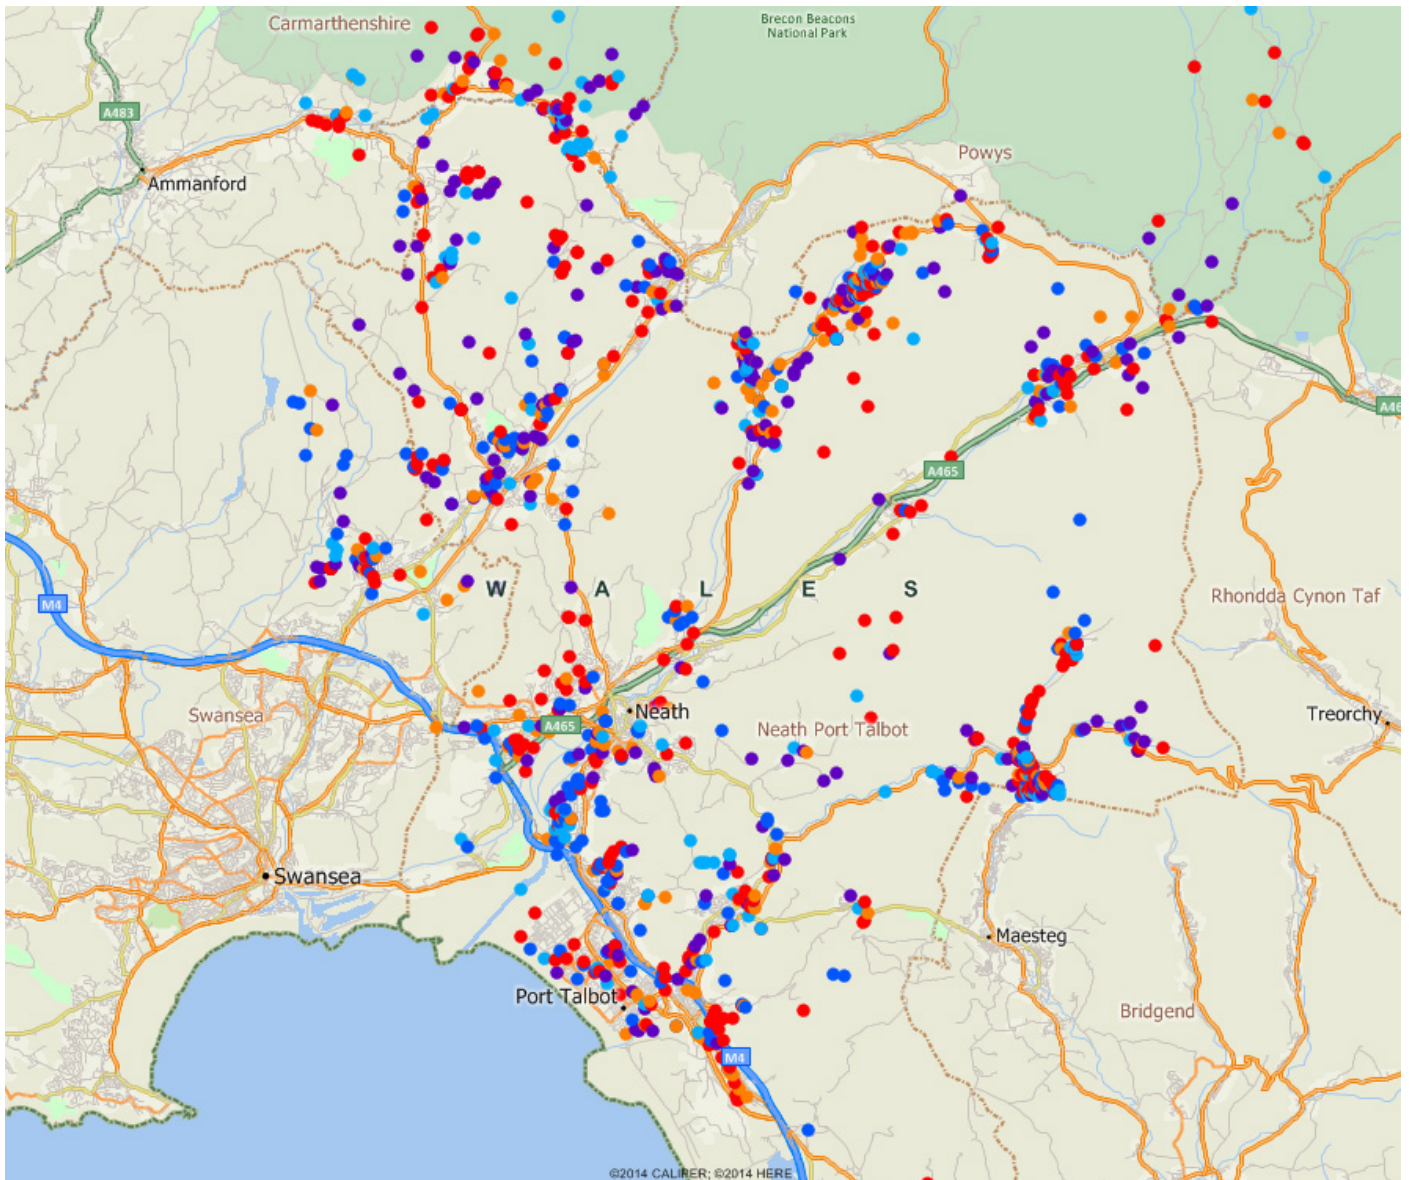 Carmarthenshire
Brecon Beacons
National Park
A483
Powys
Ammanford
A46
A465
W A L E S
M4
Rhondda Cynon Taf
Swansea
A465
Neath
Neath Port Talbot
Treorchy
Swansea
Maesteg
Port Talbot
Bridgend
M4
©2014 CALIPER; ©2014 HERE